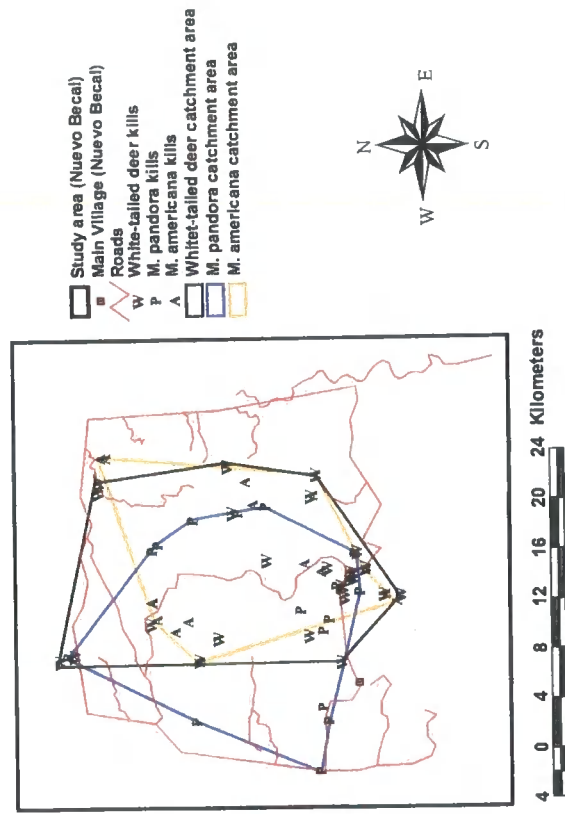 Study area (Nuevo Becal)
Main Village (Nuevo Becal)
Roads
W White-tailed deer kills
P M. pandora kills
A M. americana kills
Whitet-tailed deer catchment area
M. pandora catchment area
M. americana catchment area
N
W E
S
4 0 4 8 12 16 20 24 Kilometers